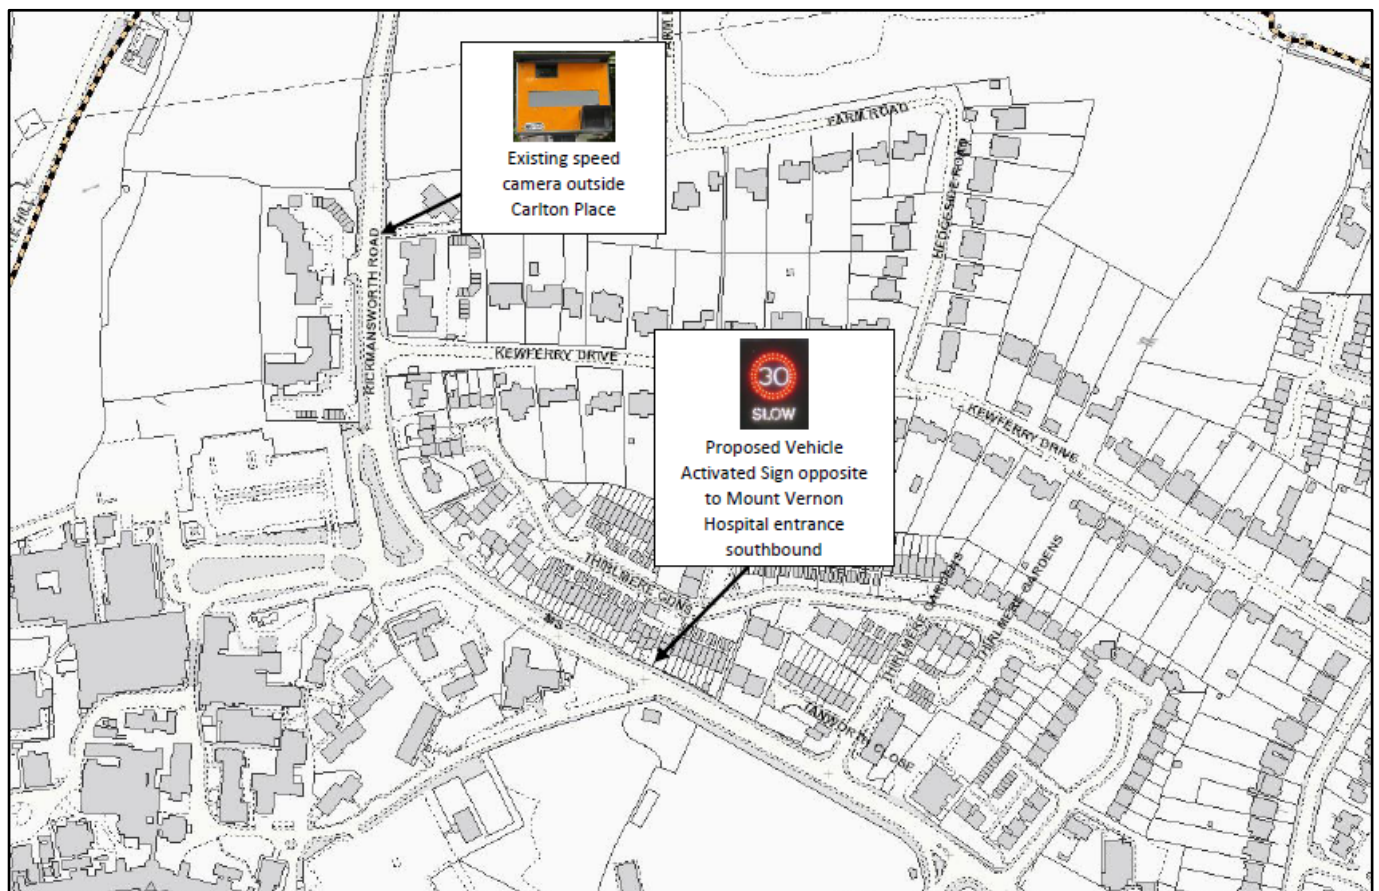 FARM ROAD
Existing speed
camera outside
Carlton Place
HEDGESIDE ROAD
RICKMANSWORTH ROAD
KEWFERRY DRIVE
30
SLOW
Proposed Vehicle
Activated Sign opposite
to Mount Vernon
Hospital entrance
southbound
KEWFERRY DRIVE
THIRLMERE GDNS
THIRLMERE GARDENS
THIRLMERE GARDENS
TANWORTH CLOSE